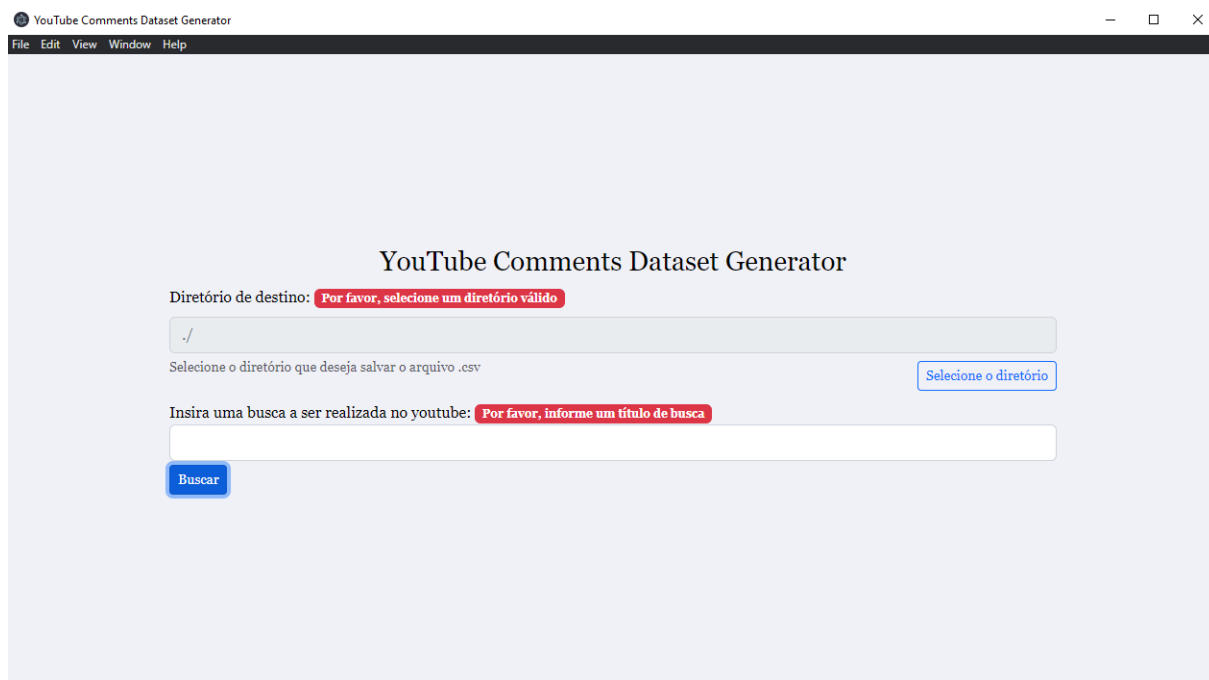 YouTube Comments Dataset Generator
File Edit View Window Help
YouTube Comments Dataset Generator
Diretório de destino: Por favor, selecione um diretório válido
./
Selecione o diretório que deseja salvar o arquivo .csv
Selecione o diretório
Insira uma busca a ser realizada no youtube: Por favor, informe um título de busca
Buscar